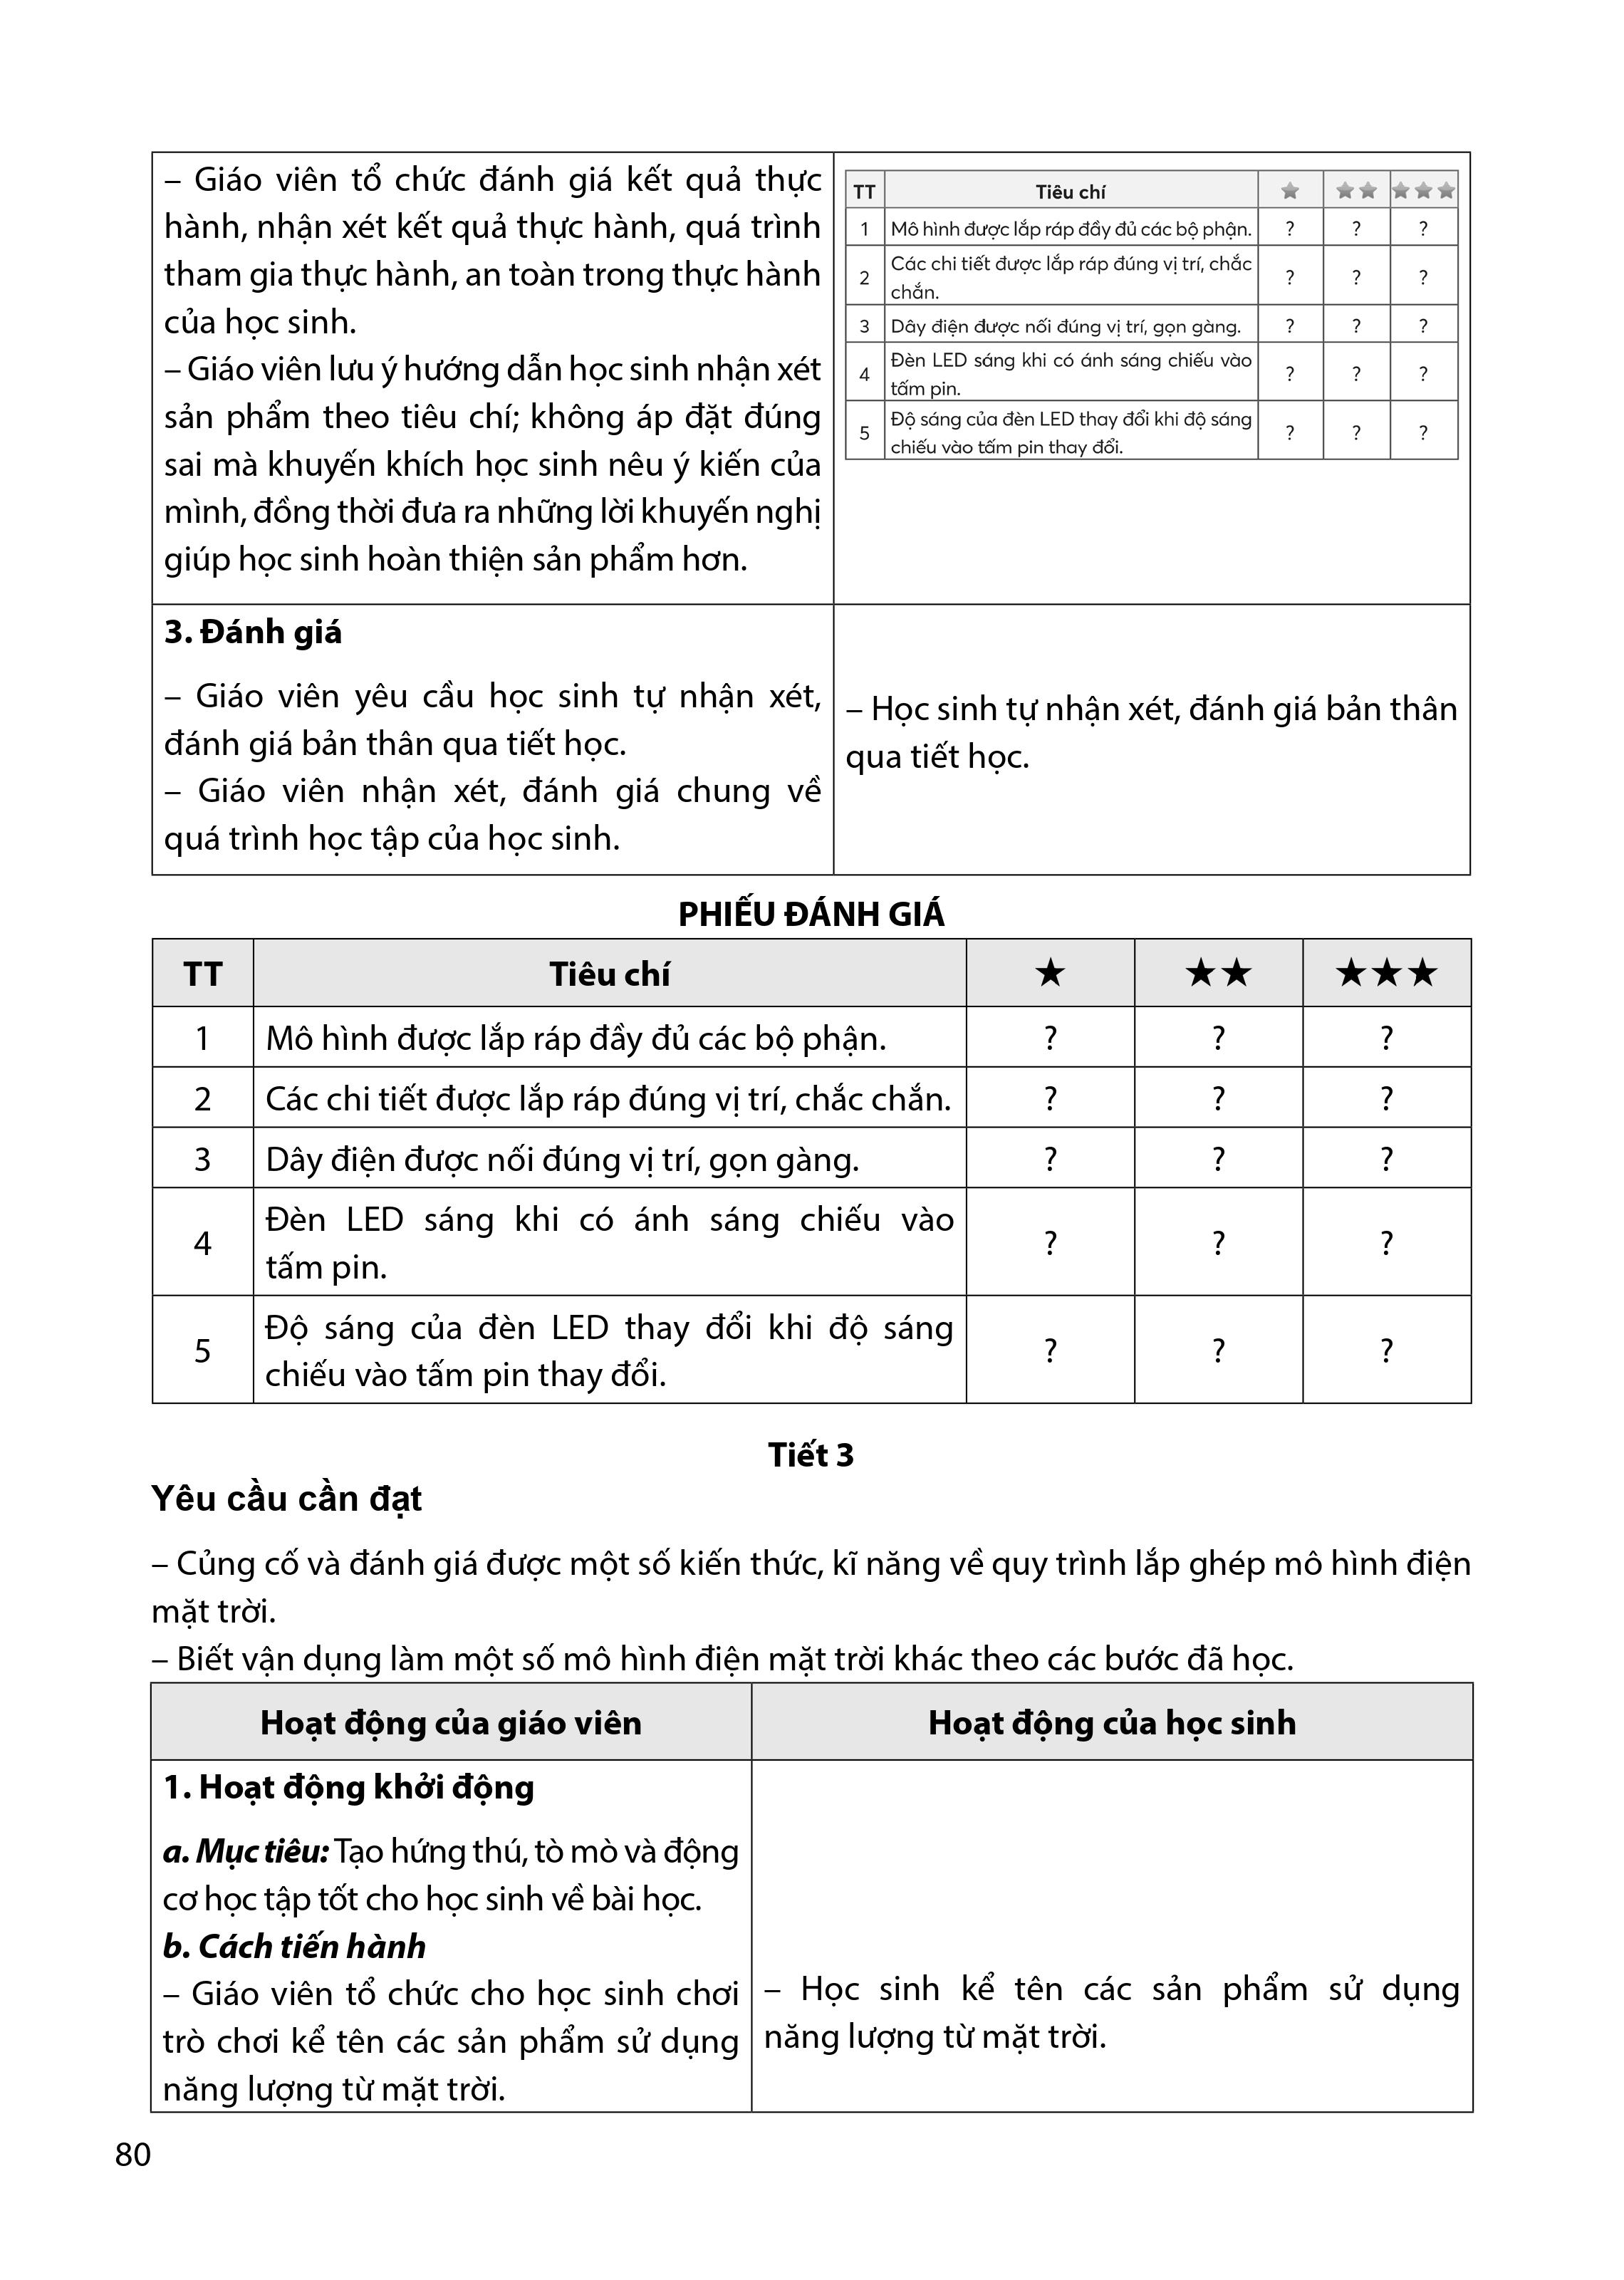 – Giáo viên tổ chức đánh giá kết quả thực
hành, nhận xét kết quả thực hành, quá trình
tham gia thực hành, an toàn trong thực hành
của học sinh.
– Giáo viên lưu ý hướng dẫn học sinh nhận xét
sản phẩm theo tiêu chí; không áp đặt đúng
sai mà khuyến khích học sinh nêu ý kiến của
mình, đồng thời đưa ra những lời khuyến nghị
giúp học sinh hoàn thiện sản phẩm hơn.
TT Tiêu chí ★ ★★ ★★★
1 Mô hình được lắp ráp đầy đủ các bộ phận. ? ? ?
Các chi tiết được lắp ráp đúng vị trí, chắc
2 ? ? ?
chắn.
3 Dây điện được nối đúng vị trí, gọn gàng. ? ? ?
Đèn LED sáng khi có ánh sáng chiếu vào
4 ? ? ?
tấm pin.
Độ sáng của đèn LED thay đổi khi độ sáng
5 ? ? ?
chiếu vào tấm pin thay đổi.
3. Đánh giá
– Giáo viên yêu cầu học sinh tự nhận xét,
đánh giá bản thân qua tiết học.
– Giáo viên nhận xét, đánh giá chung về
quá trình học tập của học sinh.
– Học sinh tự nhận xét, đánh giá bản thân
qua tiết học.
PHIẾU ĐÁNH GIÁ
TT Tiêu chí ★ ★★ ★★★
1 Mô hình được lắp ráp đầy đủ các bộ phận. ? ? ?
2 Các chi tiết được lắp ráp đúng vị trí, chắc chắn. ? ? ?
3 Dây điện được nối đúng vị trí, gọn gàng. ? ? ?
Đèn LED sáng khi có ánh sáng chiếu vào
4 ? ? ?
tấm pin.
Độ sáng của đèn LED thay đổi khi độ sáng
5 ? ? ?
chiếu vào tấm pin thay đổi.
Tiết 3
Yêu cầu cần đạt
– Củng cố và đánh giá được một số kiến thức, kĩ năng về quy trình lắp ghép mô hình điện
mặt trời.
– Biết vận dụng làm một số mô hình điện mặt trời khác theo các bước đã học.
Hoạt động của giáo viên Hoạt động của học sinh
1. Hoạt động khởi động
a. Mục tiêu: Tạo hứng thú, tò mò và động
cơ học tập tốt cho học sinh về bài học.
b. Cách tiến hành
– Giáo viên tổ chức cho học sinh chơi
trò chơi kể tên các sản phẩm sử dụng
năng lượng từ mặt trời.
– Học sinh kể tên các sản phẩm sử dụng
năng lượng từ mặt trời.
80